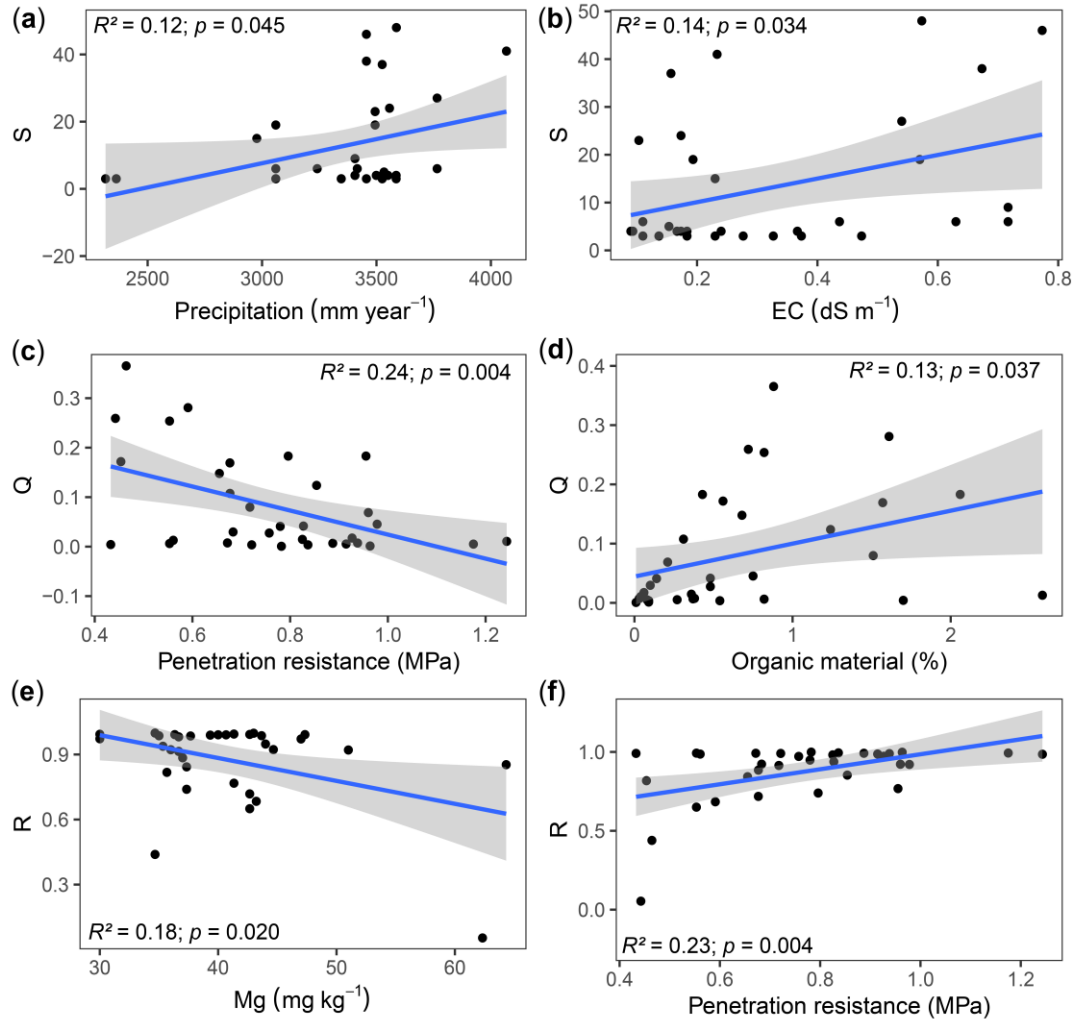 (a)
R² = 0.12; p = 0.045
40
20
0
−20
S
2500 3000 3500 4000
Precipitation (mm year⁻¹)
(b)
R² = 0.14; p = 0.034
50
40
30
20
10
0
S
0.2 0.4 0.6 0.8
EC (dS m⁻¹)
(c)
R² = 0.24; p = 0.004
0.3
0.2
0.1
0.0
−0.1
Q
0.4 0.6 0.8 1.0 1.2
Penetration resistance (MPa)
(d)
R² = 0.13; p = 0.037
0.4
0.3
0.2
0.1
0.0
Q
0 1 2
Organic material (%)
(e)
0.9
0.6
0.3
R
R² = 0.18; p = 0.020
30 40 50 60
Mg (mg kg⁻¹)
(f)
1.0
0.5
0.0
R
R² = 0.23; p = 0.004
0.4 0.6 0.8 1.0 1.2
Penetration resistance (MPa)